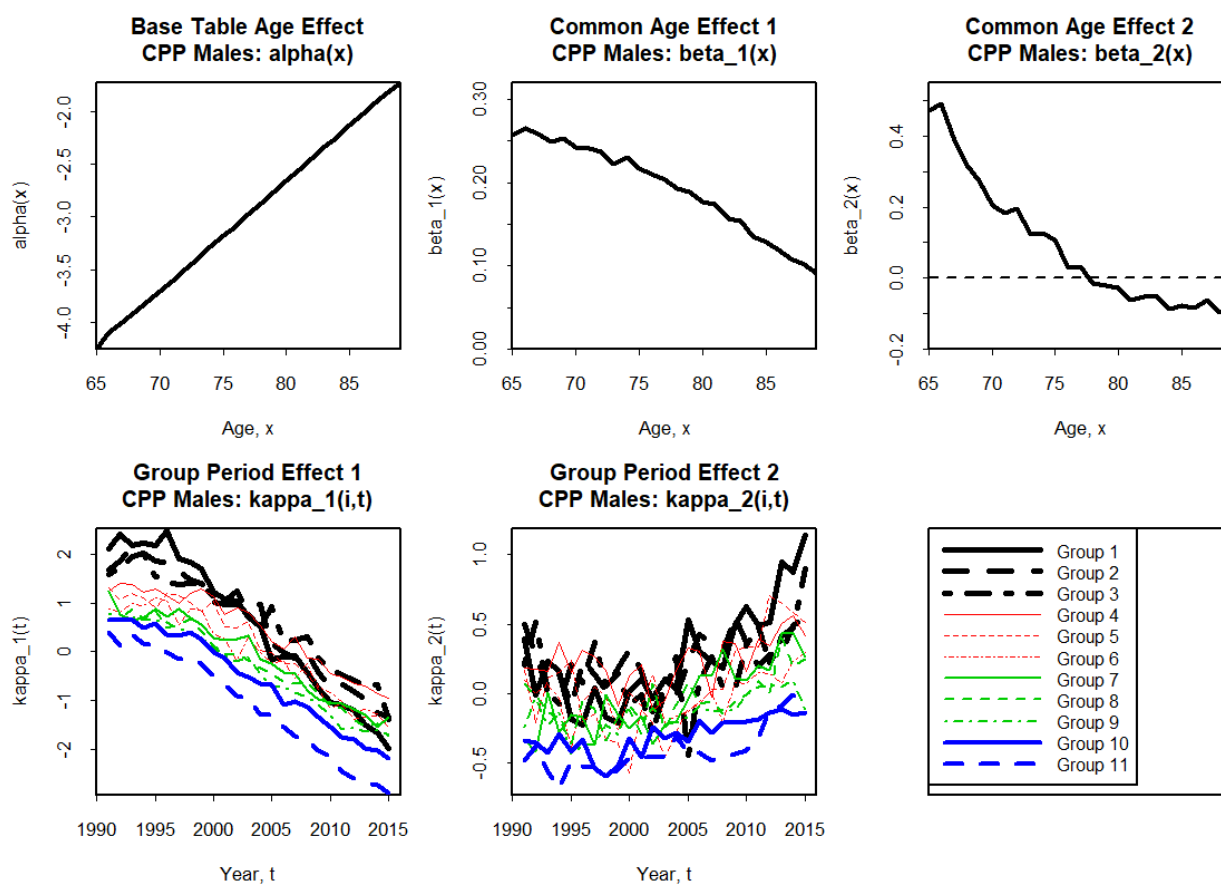 Base Table Age Effect
CPP Males: alpha(x)
alpha(x)
-2.0
-2.5
-3.0
-3.5
-4.0
65
70
75
80
85
Age, x
Common Age Effect 1
CPP Males: beta_1(x)
beta_1(x)
0.30
0.20
0.10
0.00
65
70
75
80
85
Age, x
Common Age Effect 2
CPP Males: beta_2(x)
beta_2(x)
0.4
0.2
0.0
-0.2
65
70
75
80
85
Age, x
Group Period Effect 1
CPP Males: kappa_1(i,t)
kappa_1(t)
2
1
0
-1
-2
1990
1995
2000
2005
2010
2015
Year, t
Group Period Effect 2
CPP Males: kappa_2(i,t)
kappa_2(t)
1.0
0.5
0.0
-0.5
1990
1995
2000
2005
2010
2015
Year, t
Group 1
Group 2
Group 3
Group 4
Group 5
Group 6
Group 7
Group 8
Group 9
Group 10
Group 11